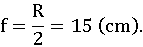 f = R/2 = 15 (cm).